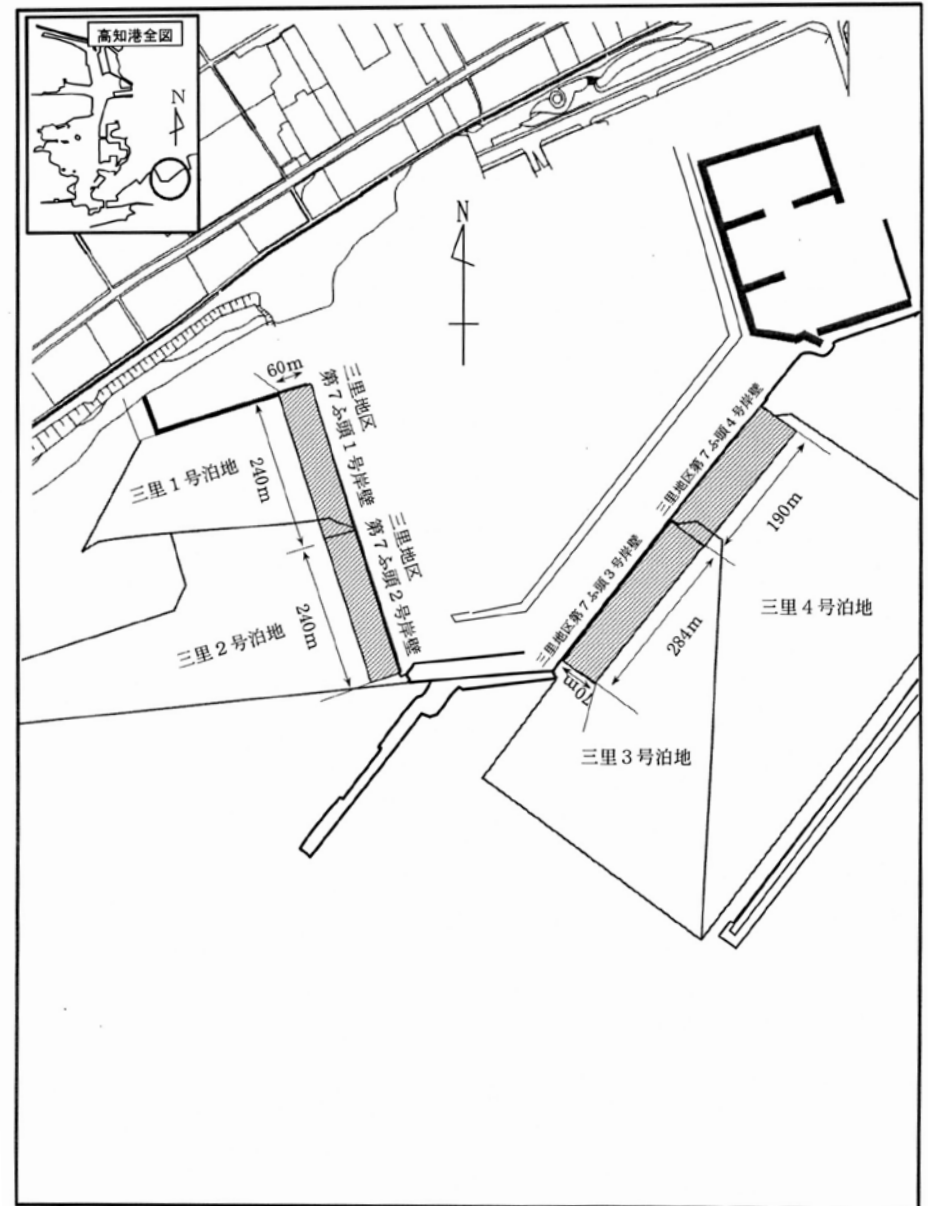 高知港全図
N
N
60m
三里地区
第7ふ頭1号岸壁
三里1号泊地
240m
三里地区
第7ふ頭2号岸壁
三里2号泊地
240m
三里地区第7ふ頭4号岸壁
190m
三里4号泊地
三里地区第7ふ頭3号岸壁
284m
70m
三里3号泊地